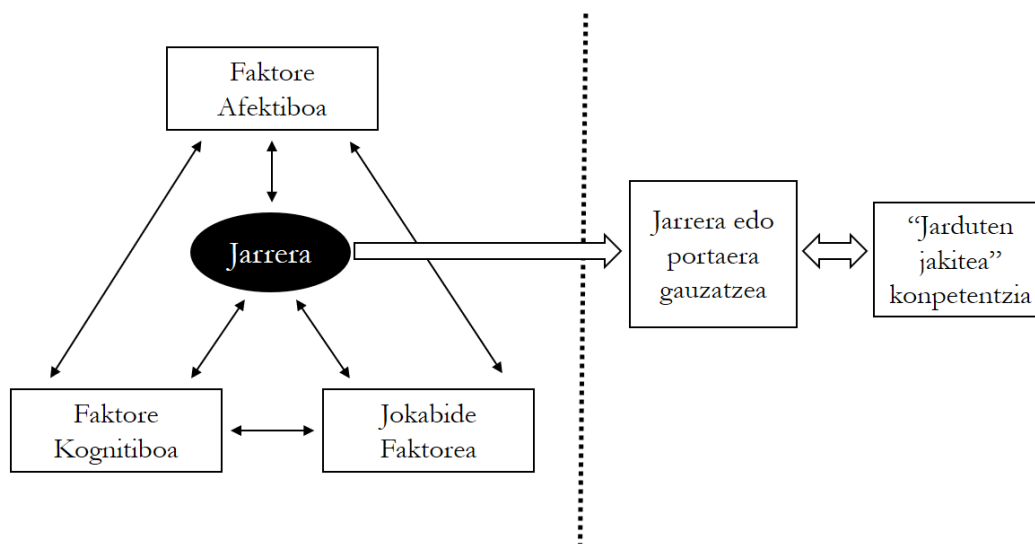 Faktore
Afektiboa
Jarrera
Jarrera edo
portaera
gauzatzea
“Jarduten
jakitea”
konpetentzia
Faktore
Kognitiboa
Jokabide
Faktorea